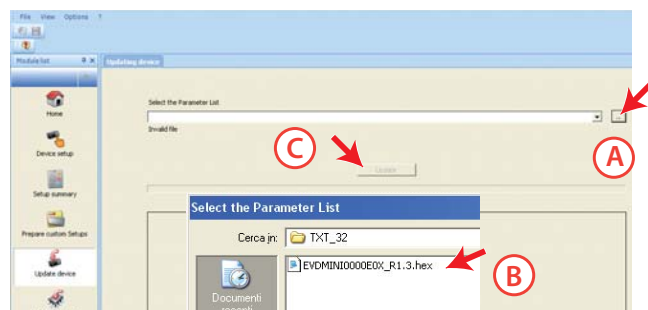 File View Options ?
Module list
Updating device
Home
Device setup
Setup summary
Prepare custom Setups
Update device
Select the Parameter List
...
Invalid file
A
C
Update
Select the Parameter List
Cerca in: TXT_32
EVDMINI0000E0X_R1.3.hex
B
Documenti
recenti